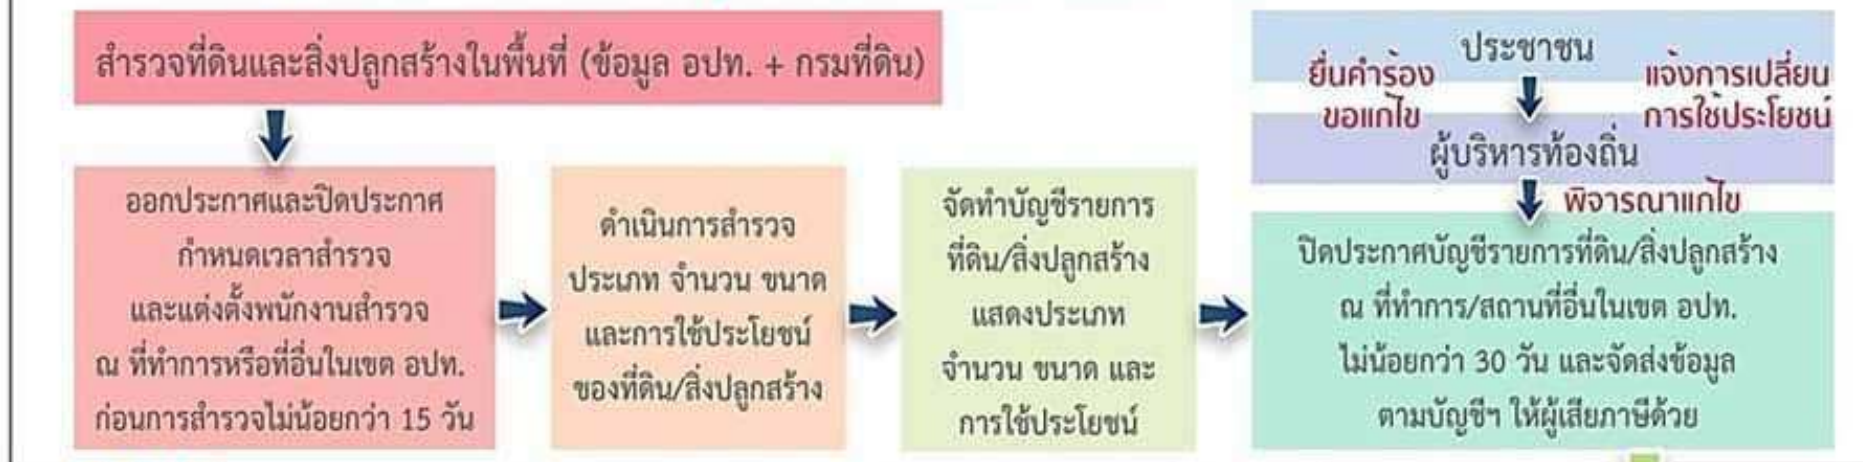 สำรวจที่ดินและสิ่งปลูกสร้างในพื้นที่ (ข้อมูล อปท. + กรมที่ดิน)
ออกประกาศและปิดประกาศ
กำหนดเวลาสำรวจ
และแต่งตั้งพนักงานสำรวจ
ณ ที่ทำการหรือที่อื่นในเขต อปท.
ก่อนการสำรวจไม่น้อยกว่า 15 วัน
ดำเนินการสำรวจ
ประเภท จำนวน ขนาด
และการใช้ประโยชน์
ของที่ดิน/สิ่งปลูกสร้าง
จัดทำบัญชีรายการ
ที่ดิน/สิ่งปลูกสร้าง
แสดงประเภท
จำนวน ขนาด และ
การใช้ประโยชน์
ประชาชน
ยื่นคำร้อง
ขอแก้ไข
แจ้งการเปลี่ยน
การใช้ประโยชน์
ผู้บริหารท้องถิ่น
พิจารณาแก้ไข
ปิดประกาศบัญชีรายการที่ดิน/สิ่งปลูกสร้าง
ณ ที่ทำการ/สถานที่อื่นในเขต อปท.
ไม่น้อยกว่า 30 วัน และจัดส่งข้อมูล
ตามบัญชีฯ ให้ผู้เสียภาษีด้วย